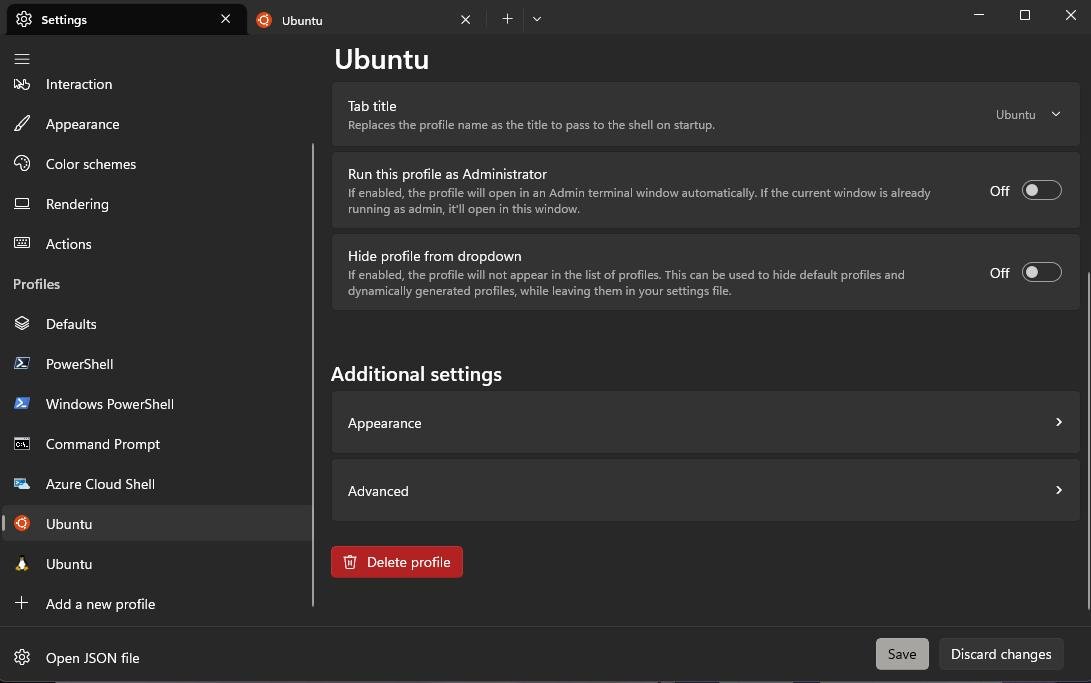 Settings
Ubuntu
Interaction
Appearance
Color schemes
Rendering
Actions
Profiles
Defaults
PowerShell
Windows PowerShell
Command Prompt
Azure Cloud Shell
Ubuntu
Ubuntu
Add a new profile
Open JSON file
Ubuntu
Tab title
Replaces the profile name as the title to pass to the shell on startup.
Ubuntu
Run this profile as Administrator
If enabled, the profile will open in an Admin terminal window automatically. If the current window is already
running as admin, it'll open in this window.
Off
Hide profile from dropdown
If enabled, the profile will not appear in the list of profiles. This can be used to hide default profiles and
dynamically generated profiles, while leaving them in your settings file.
Off
Additional settings
Appearance
Advanced
Delete profile
Save
Discard changes